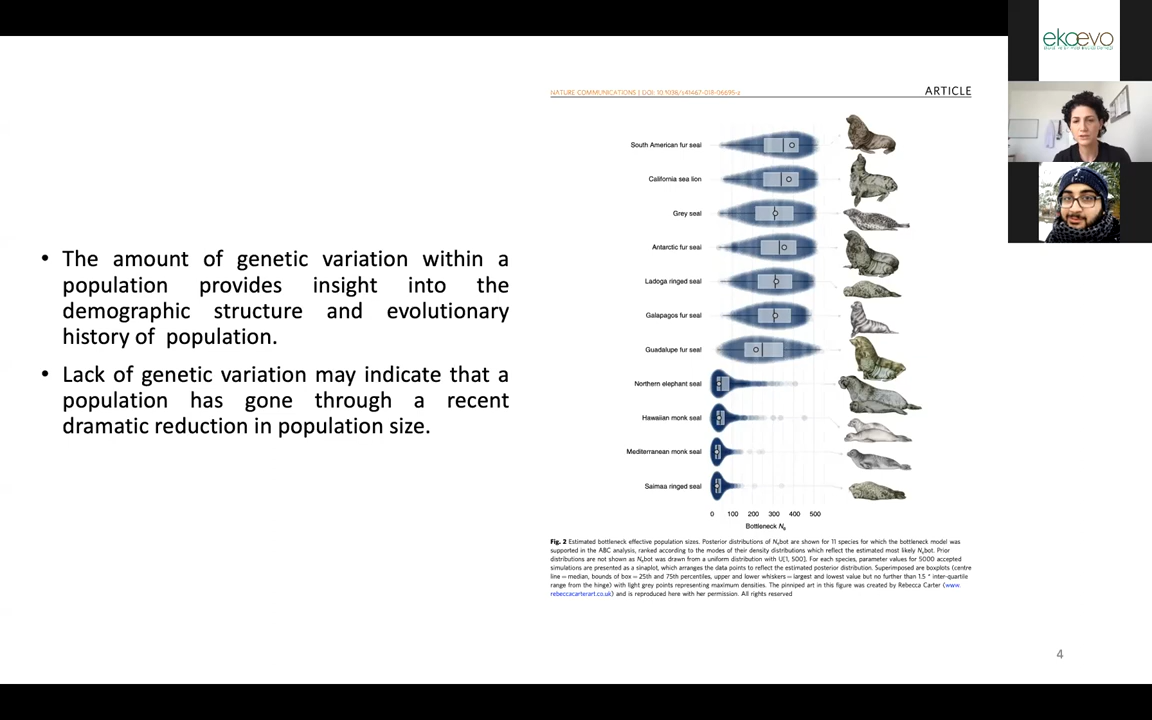 ekoevo
NATURE COMMUNICATIONS | DOI: 10.1038/s41467-018-06695-z
ARTICLE
South American fur seal
California sea lion
Grey seal
Antarctic fur seal
Ladoga ringed seal
Galapagos fur seal
Guadalupe fur seal
Northern elephant seal
Hawaiian monk seal
Mediterranean monk seal
Saimaa ringed seal
0 100 200 300 400 500
Bottleneck Ne
• The amount of genetic variation within a
population provides insight into the
demographic structure and evolutionary
history of population.
• Lack of genetic variation may indicate that a
population has gone through a recent
dramatic reduction in population size.
Fig. 2 Estimated bottleneck effective population sizes. Posterior distributions of Nebot are shown for 11 species for which the bottleneck model was
supported in the ABC analysis, ranked according to the modes of their density distributions which reflect the estimated most likely Nebot. Prior
distributions are not shown as Nebot was drawn from a uniform distribution with U[1, 500]. For each species, parameter values for 5000 accepted
simulations are presented as a sinaplot, which arranges the data points to reflect the estimated posterior distribution. Superimposed are boxplots (centre
line = median, bounds of box = 25th and 75th percentiles, upper and lower whiskers = largest and lowest value but no further than 1.5 * inter-quartile
range from the hinge) with light grey points representing maximum densities. The pinniped art in this figure was created by Rebecca Carter (www.
rebeccacarterart.co.uk) and is reproduced here with her permission. All rights reserved
4